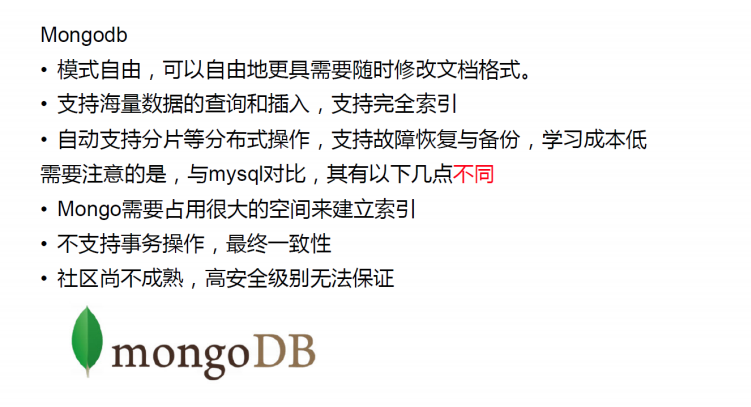 Mongodb
• 模式自由，可以自由地更具需要随时修改文档格式。
• 支持海量数据的查询和插入，支持完全索引
• 自动支持分片等分布式操作，支持故障恢复与备份，学习成本低
需要注意的是，与mysql对比，其有以下几点不同
• Mongo需要占用很大的空间来建立索引
• 不支持事务操作，最终一致性
• 社区尚不成熟，高安全级别无法保证
mongoDB